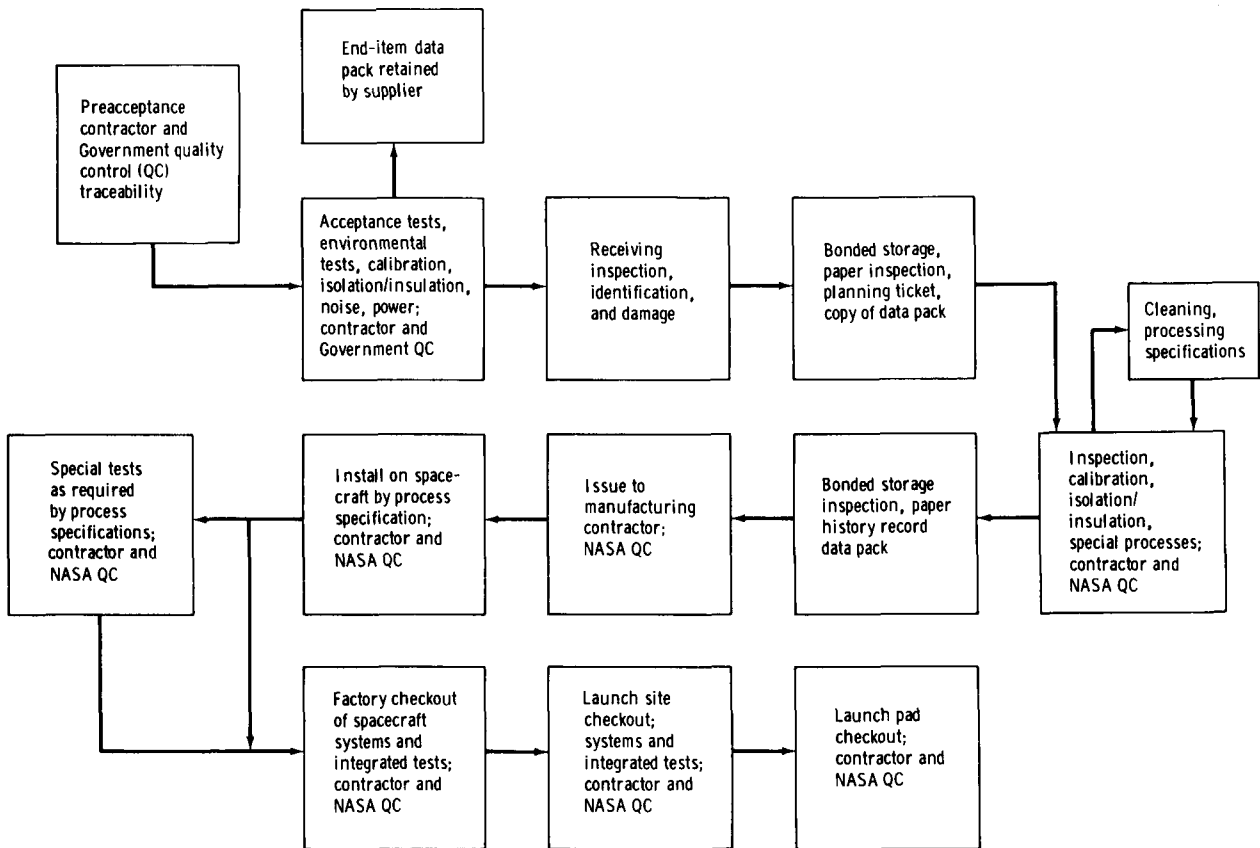 End-item data
pack retained
by supplier
Preacceptance
contractor and
Government quality
control (QC)
traceability
Acceptance tests,
environmental
tests, calibration,
isolation/insulation,
noise, power;
contractor and
Government QC
Receiving
inspection,
identification,
and damage
Bonded storage,
paper inspection,
planning ticket,
copy of data pack
Cleaning,
processing
specifications
Special tests
as required
by process
specifications;
contractor and
NASA QC
Install on space-
craft by process
specification;
contractor and
NASA QC
Issue to
manufacturing
contractor;
NASA QC
Bonded storage
inspection, paper
history record
data pack
Inspection,
calibration,
isolation/
insulation,
special processes;
contractor and
NASA QC
Factory checkout
of spacecraft
systems and
integrated tests;
contractor and
NASA QC
Launch site
checkout;
systems and
integrated tests;
contractor and
NASA QC
Launch pad
checkout;
contractor and
NASA QC